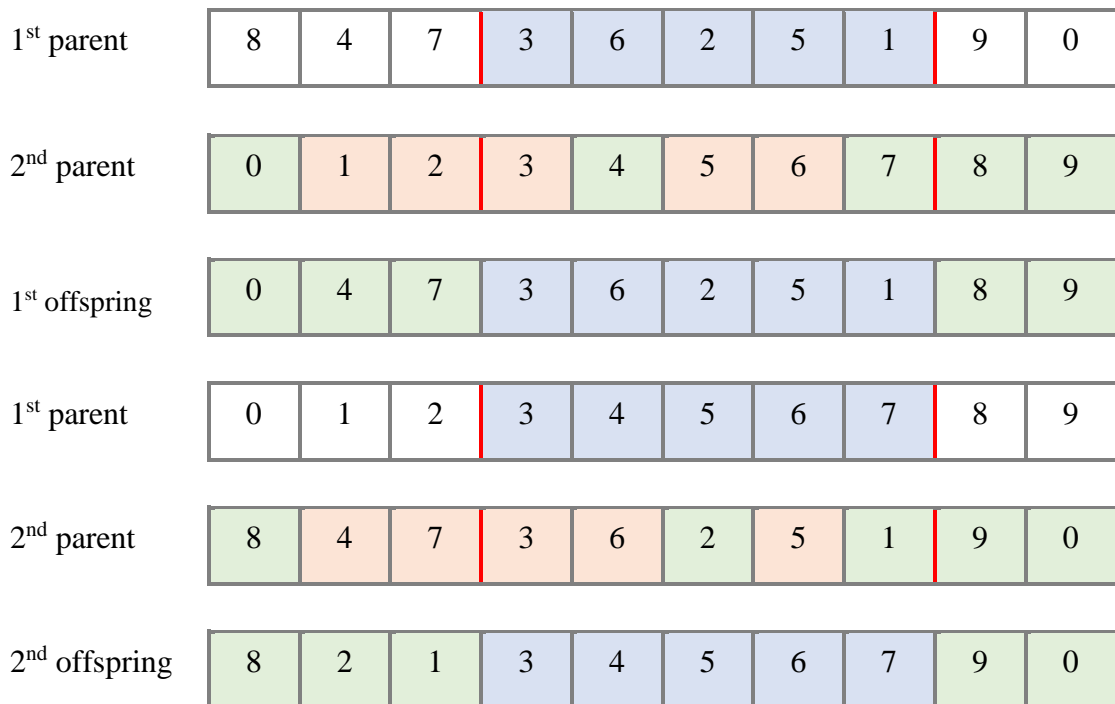 1st parent 8 4 7 3 6 2 5 1 9 0
2nd parent 0 1 2 3 4 5 6 7 8 9
1st offspring 0 4 7 3 6 2 5 1 8 9
1st parent 0 1 2 3 4 5 6 7 8 9
2nd parent 8 4 7 3 6 2 5 1 9 0
2nd offspring 8 2 1 3 4 5 6 7 9 0